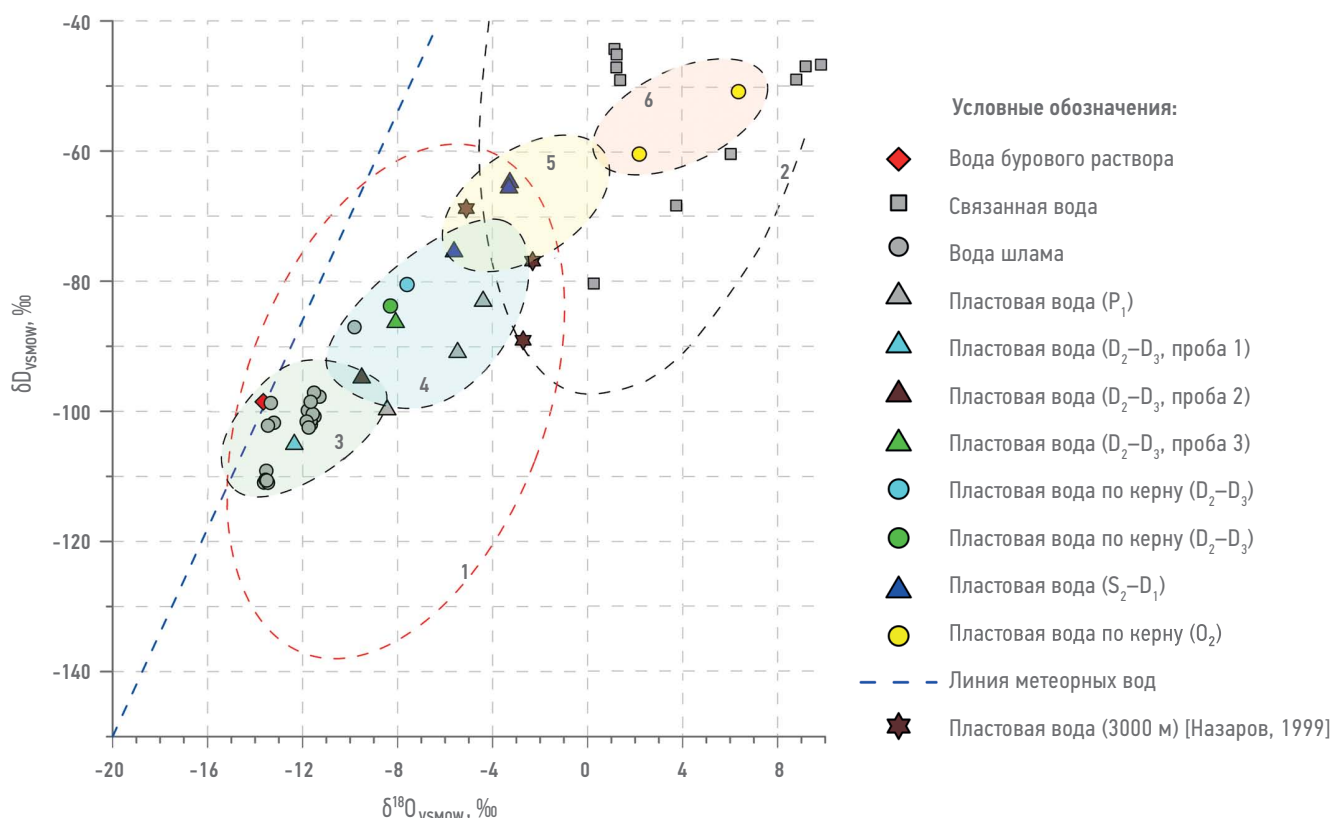 -40
-60
-80
-100
-120
-140
δD_VSMOW, ‰
-20
-16
-12
-8
-4
0
4
8
δ¹⁸O_VSMOW, ‰
1
2
3
4
5
6
Условные обозначения:
Вода бурового раствора
Связанная вода
Вода шлама
Пластовая вода (P₁)
Пластовая вода (D₂–D₃, проба 1)
Пластовая вода (D₂–D₃, проба 2)
Пластовая вода (D₂–D₃, проба 3)
Пластовая вода по керну (D₂–D₃)
Пластовая вода по керну (D₂–D₃)
Пластовая вода (S₂–D₁)
Пластовая вода по керну (O₂)
Линия метеорных вод
Пластовая вода (3000 м) [Назаров, 1999]